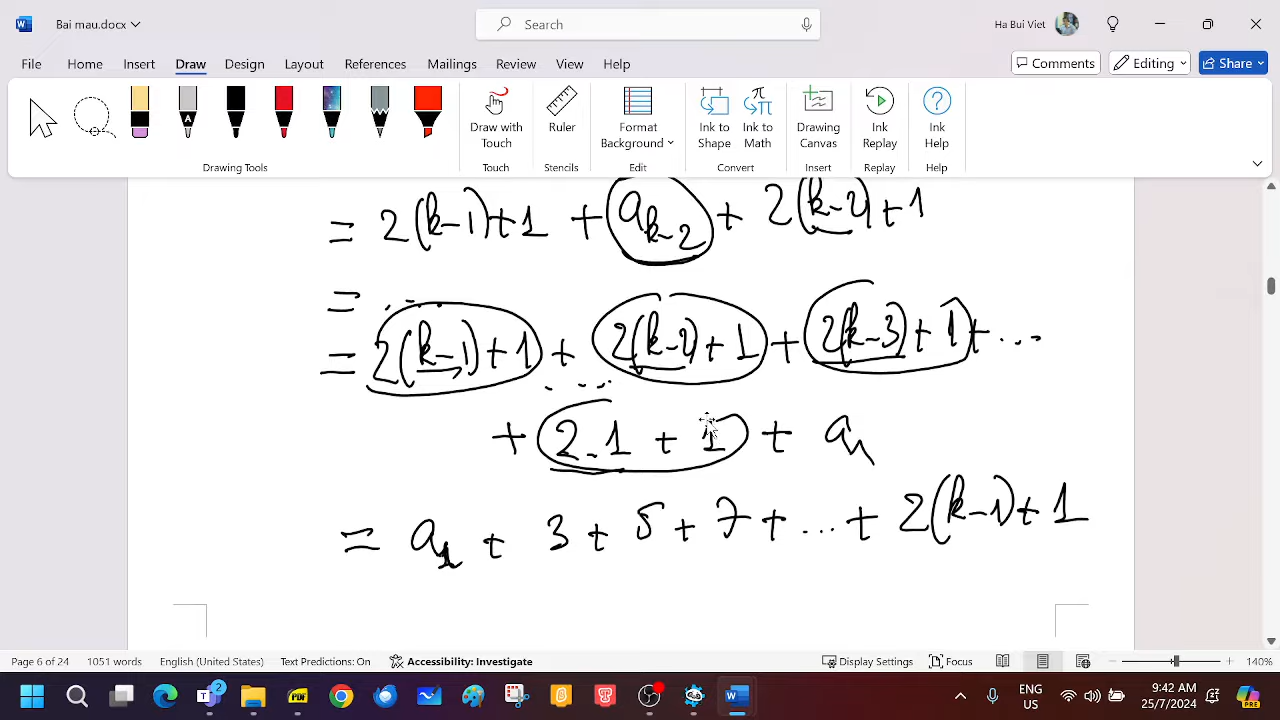 Bai mau.docx
Search
Ha Bui Viet
File Home Insert Draw Design Layout References Mailings Review View Help
Comments Editing Share
Draw with Touch
Ruler
Format Background
Ink to Shape
Ink to Math
Drawing Canvas
Ink Replay
Ink Help
Drawing Tools Touch Stencils Edit Convert Insert Replay Help
= 2(k-1)+1 + a_{k-2} + 2(k-2)+1
= .....
= 2(k-1)+1 + 2(k-2)+1 + 2(k-3)+1+...
....
+ 2.1 + 1 + a_1
= a_1 + 3 + 5 + 7 + ... + 2(k-1)+1
Page 6 of 24 1051 words English (United States) Text Predictions: On Accessibility: Investigate Display Settings Focus 140%
2 PDF ENG US 9:42 AM 25/7/2024 PRE